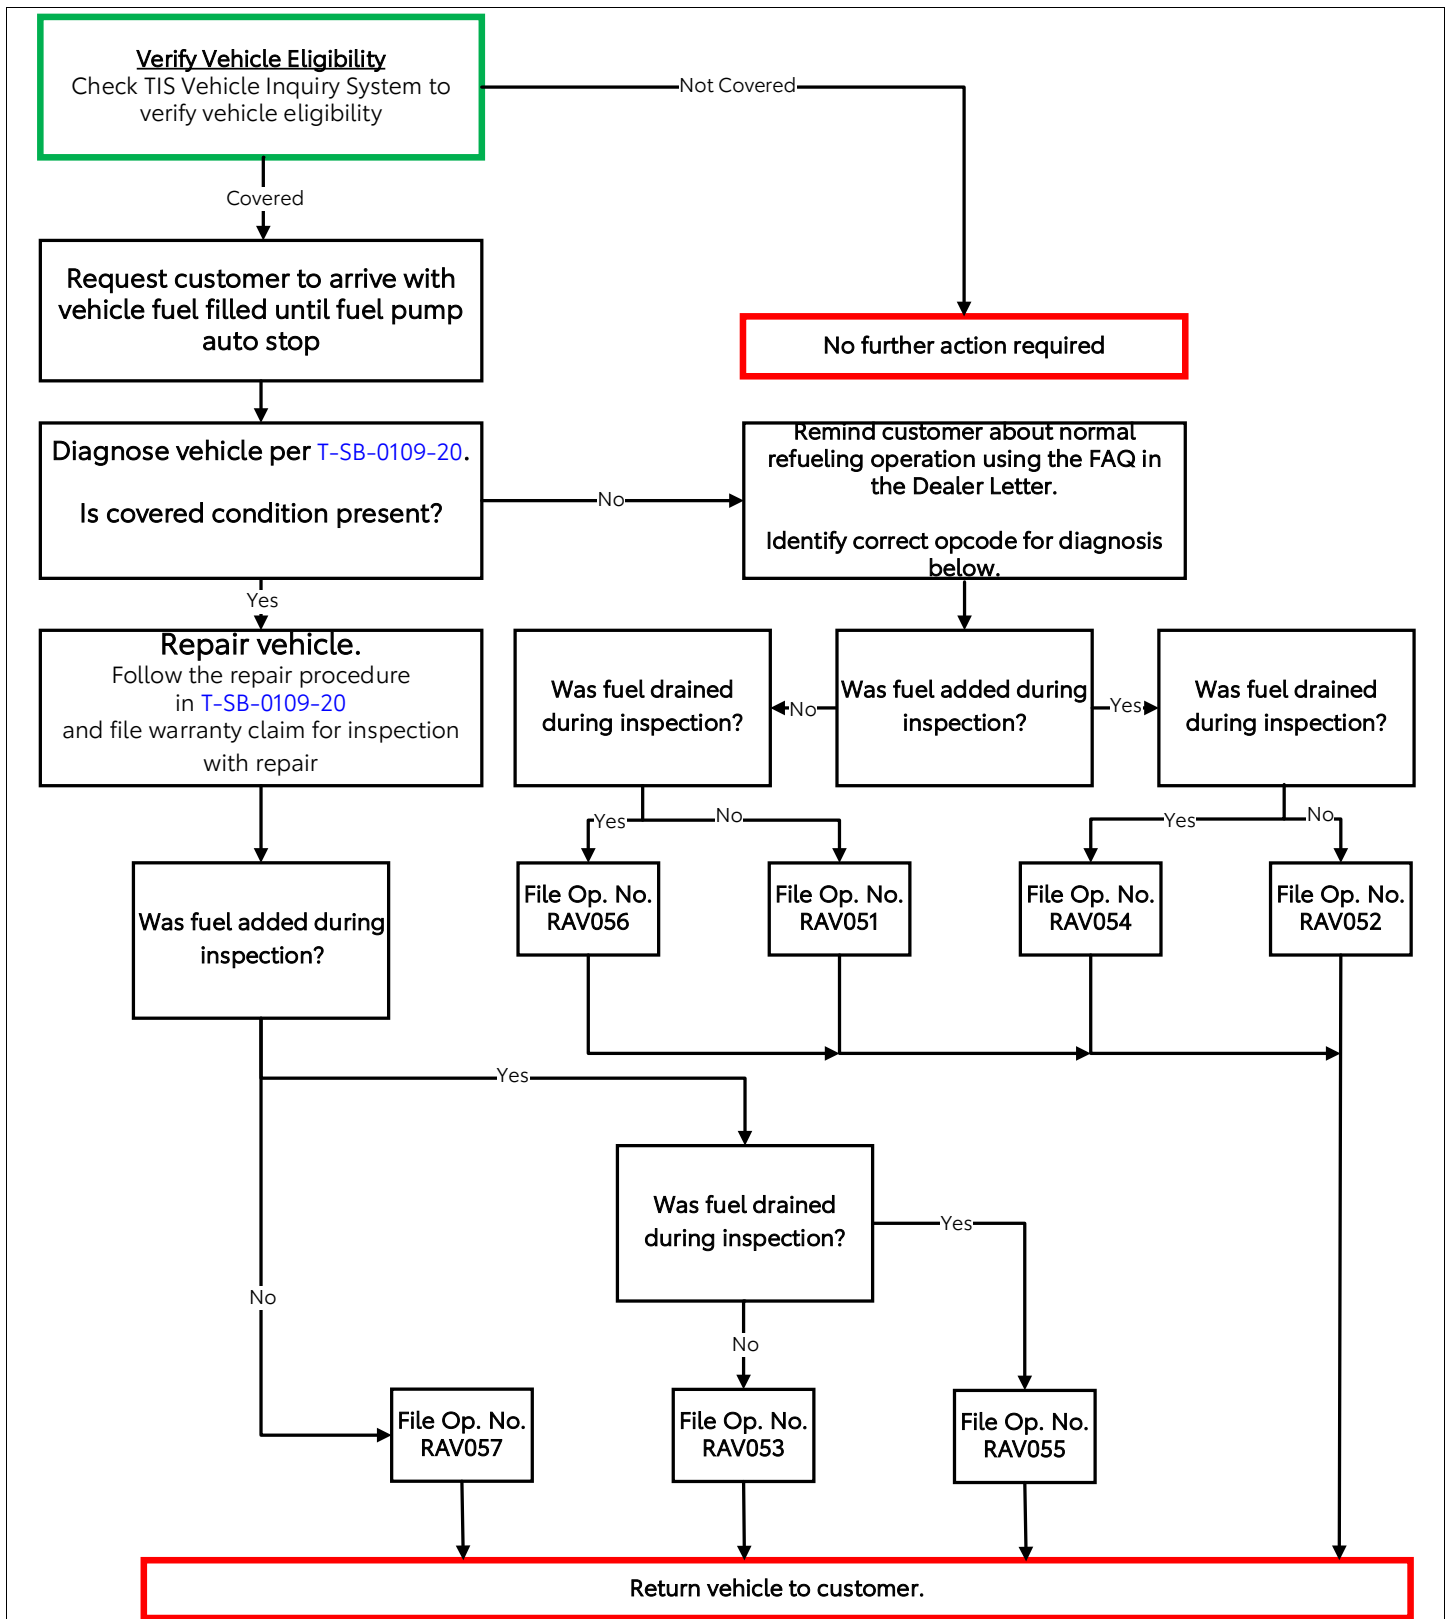 Verify Vehicle Eligibility
Check TIS Vehicle Inquiry System to
verify vehicle eligibility
Not Covered
Covered
Request customer to arrive with
vehicle fuel filled until fuel pump
auto stop
No further action required
Diagnose vehicle per T-SB-0109-20.
Is covered condition present?
No
Remind customer about normal
refueling operation using the FAQ in
the Dealer Letter.
Identify correct opcode for diagnosis
below.
Yes
Repair vehicle.
Follow the repair procedure
in T-SB-0109-20
and file warranty claim for inspection
with repair
Was fuel drained
during inspection?
No
Was fuel added during
inspection?
Yes
Was fuel drained
during inspection?
Yes
No
Yes
No
File Op. No.
RAV056
File Op. No.
RAV051
File Op. No.
RAV054
File Op. No.
RAV052
Was fuel added during
inspection?
Yes
Was fuel drained
during inspection?
Yes
No
No
File Op. No.
RAV057
File Op. No.
RAV053
File Op. No.
RAV055
Return vehicle to customer.